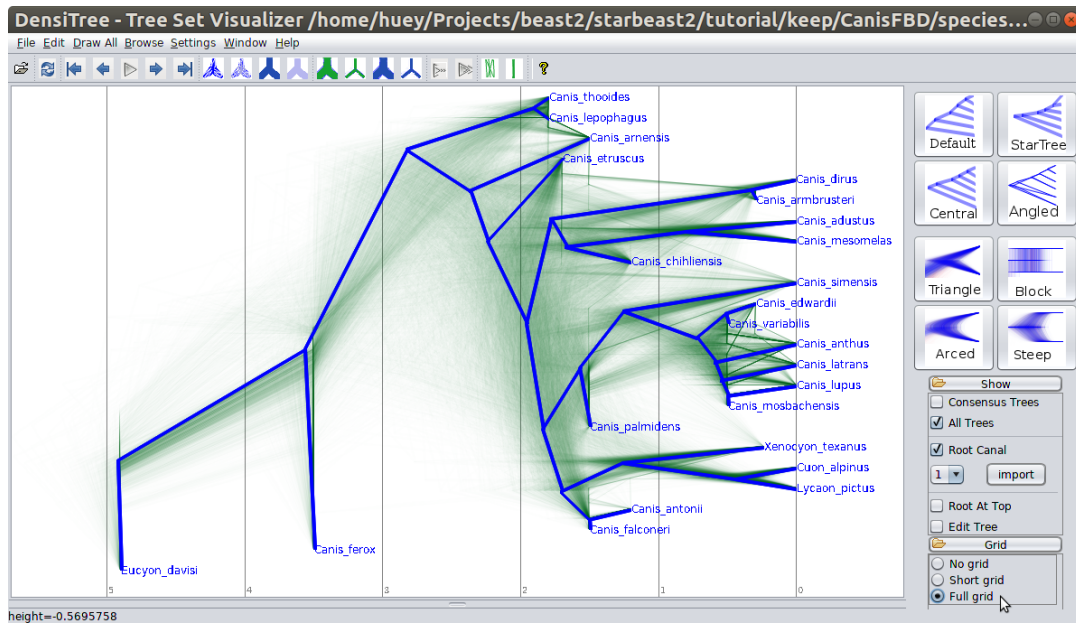 DensiTree - Tree Set Visualizer /home/huey/Projects/beast2/starbeast2/tutorial/keep/CanisFBD/species...
File Edit Draw All Browse Settings Window Help
?
Canis_thooides
Canis_lepophagus
Canis_arnensis
Canis_etruscus
Canis_dirus
Canis_armbrusteri
Canis_adustus
Canis_mesomelas
Canis_chihliensis
Canis_simensis
Canis_edwardii
Canis_variabilis
Canis_anthus
Canis_latrans
Canis_lupus
Canis_mosbachensis
Canis_palmidens
Xenocyon_texanus
Cuon_alpinus
Lycaon_pictus
Canis_antonii
Canis_falconeri
Canis_ferox
Eucyon_davisi
5 4 3 2 1 0
height=-0.5695758
Default StarTree
Central Angled
Triangle Block
Arced Steep
Show
Consensus Trees
All Trees
Root Canal
1 import
Root At Top
Edit Tree
Grid
No grid
Short grid
Full grid